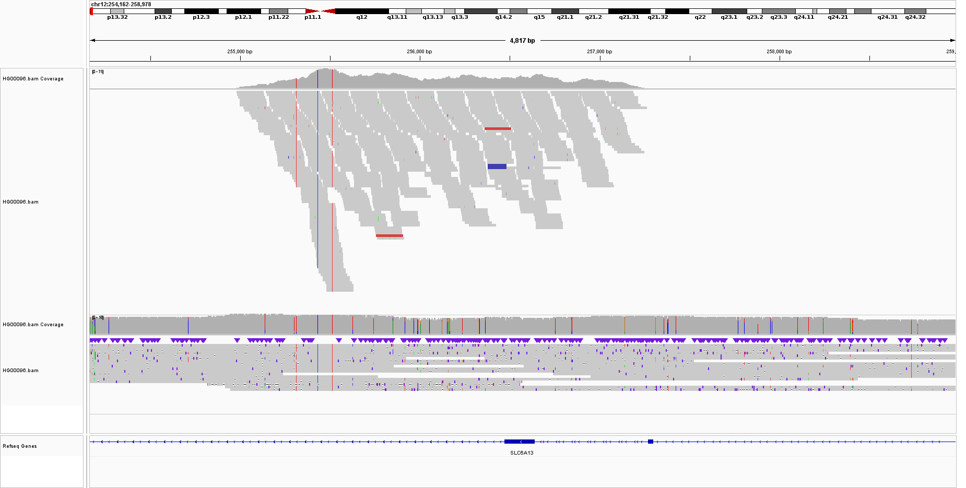 chr12:254,162-258,978
p13.32 p13.2 p12.3 p12.1 p11.22 p11.1 q12 q13.11 q13.13 q13.3 q14.2 q15 q21.1 q21.2 q21.31 q21.32 q22 q23.1 q23.2 q24.11 q24.21 q24.31 q24.32
4,817 bp
255,000 bp 256,000 bp 257,000 bp 258,000 bp 259,
HG00096.bam Coverage
HG00096.bam
HG00096.bam Coverage
HG00096.bam
Refseq Genes
SLC6A13